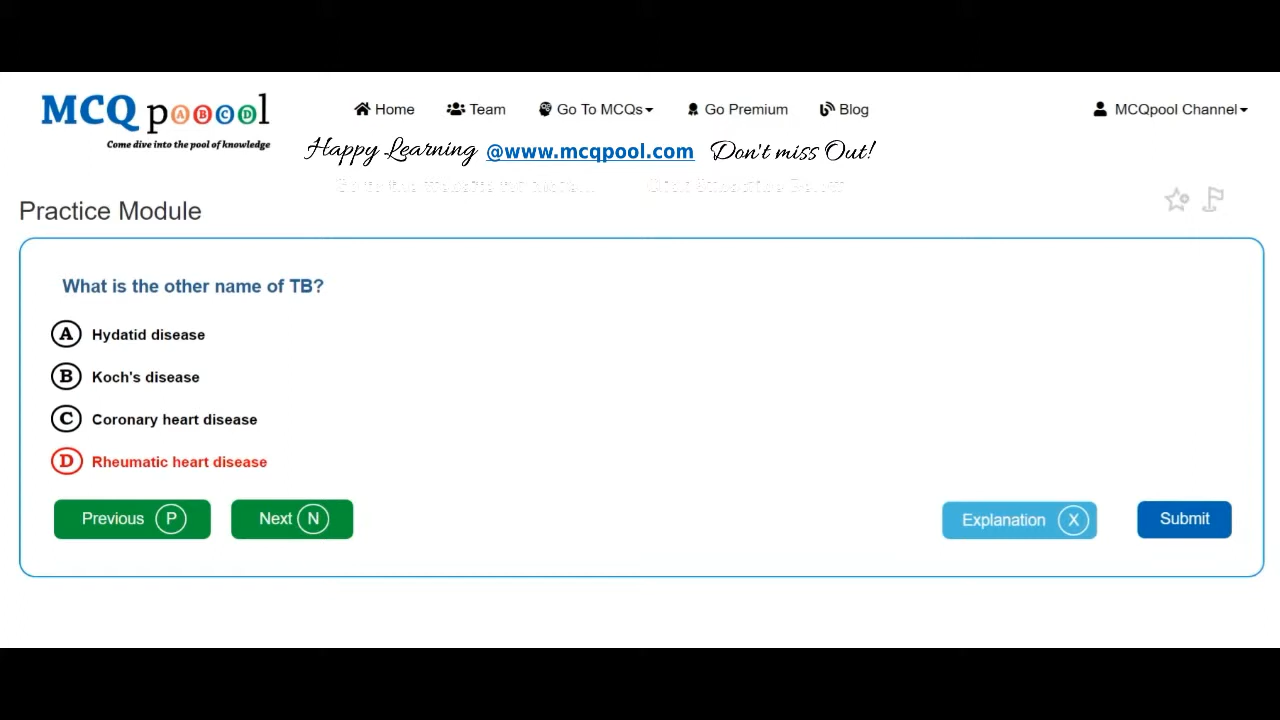 MCQ pooool
Come dive into the pool of knowledge
Home Team Go To MCQs Go Premium Blog MCQpool Channel
Happy Learning @www.mcqpool.com Don't miss Out!
Practice Module
What is the other name of TB?
A Hydatid disease
B Koch's disease
C Coronary heart disease
D Rheumatic heart disease
Previous P Next N Explanation X Submit